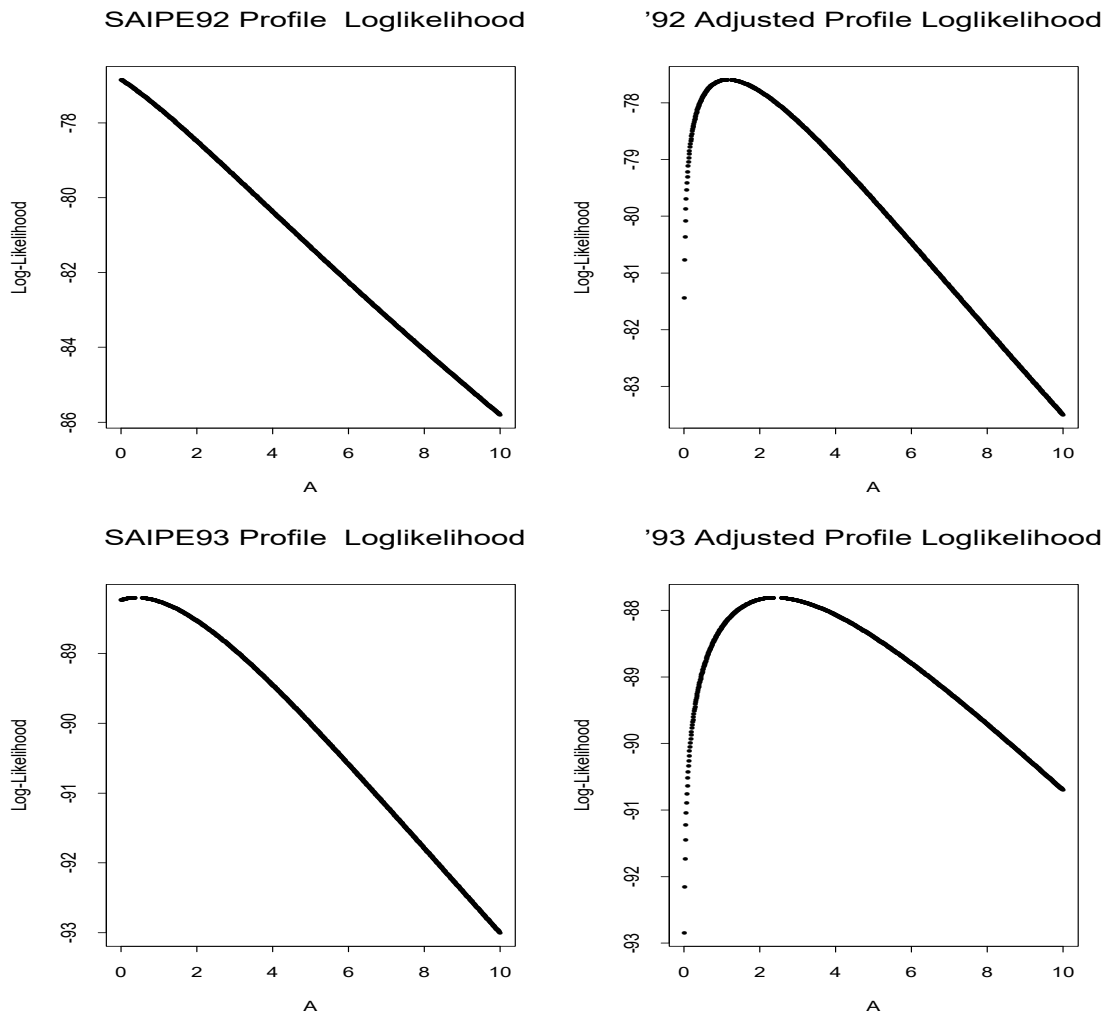 SAIPE92 Profile Loglikelihood
-78
-80
-82
-84
-86
Log-Likelihood
0 2 4 6 8 10
A
'92 Adjusted Profile Loglikelihood
-78
-79
-80
-81
-82
-83
Log-Likelihood
0 2 4 6 8 10
A
SAIPE93 Profile Loglikelihood
-89
-90
-91
-92
-93
Log-Likelihood
0 2 4 6 8 10
A
'93 Adjusted Profile Loglikelihood
-88
-89
-90
-91
-92
-93
Log-Likelihood
0 2 4 6 8 10
A